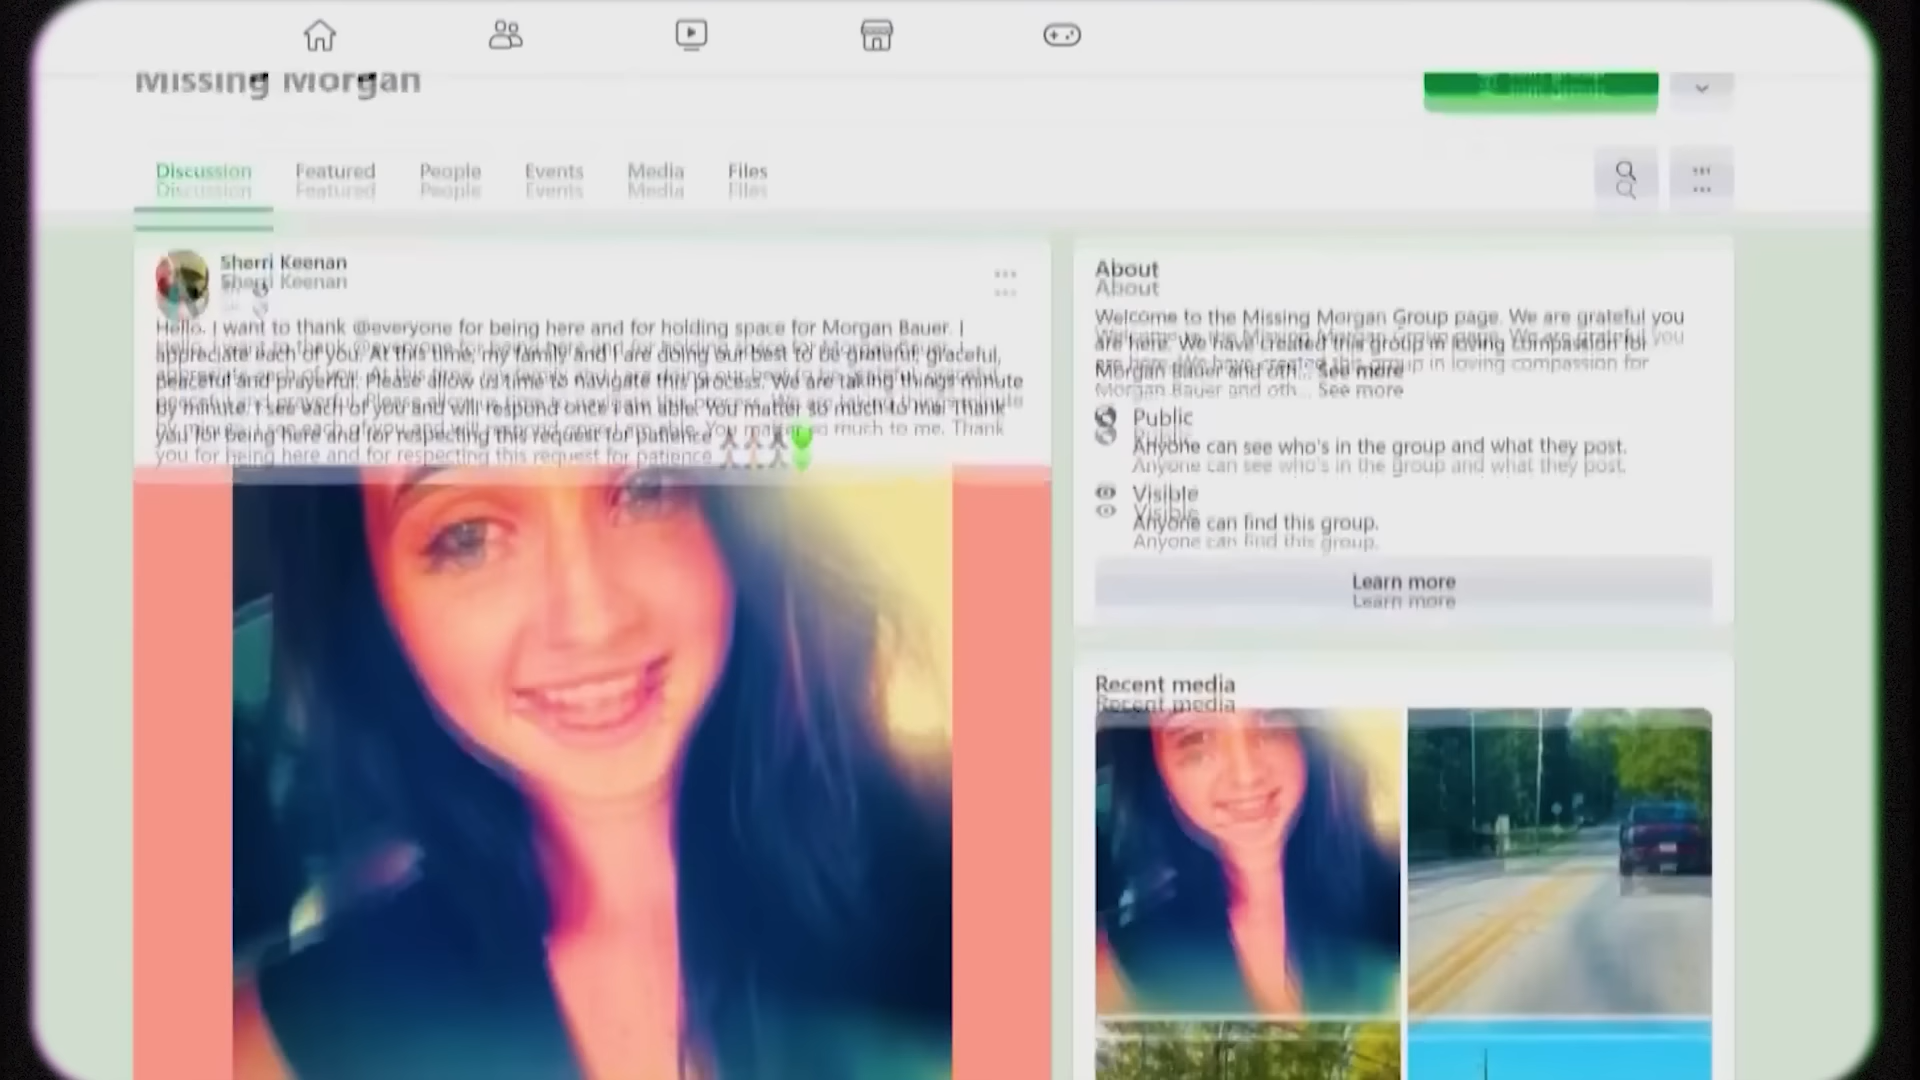 Missing Morgan
Discussion Featured People Events Media Files
Sherri Keenan
Hello. I want to thank @everyone for being here and for holding space for Morgan Bauer. I
appreciate each of you. At this time, my family and I are doing our best to be grateful, graceful,
peaceful and prayerful. Please allow us time to navigate this process. We are taking things minute
by minute. I see each of you and will respond once I am able. You matter so much to me. Thank
you for being here and for respecting this request for patience
About
Welcome to the Missing Morgan Group page. We are grateful you
are here. We have created this group in loving compassion for
Morgan Bauer and oth... See more
Public
Anyone can see who's in the group and what they post.
Visible
Anyone can find this group.
Learn more
Recent media